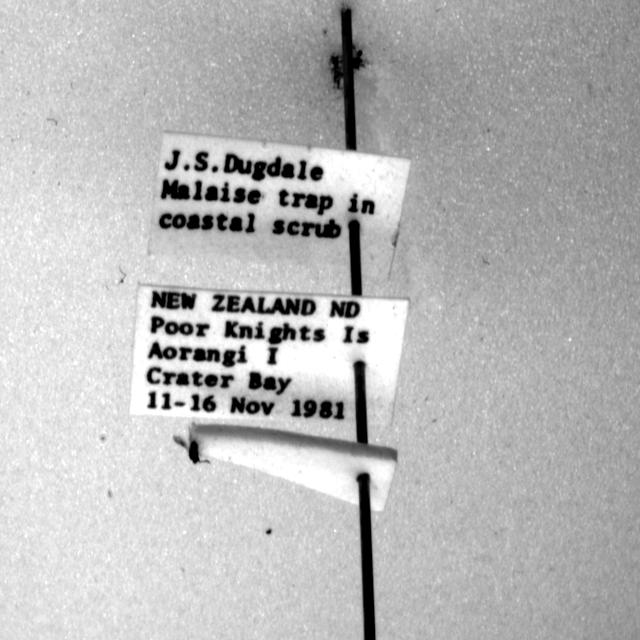 J.S.Dugdale
Malaise trap in
coastal scrub
NEW ZEALAND ND
Poor Knights Is
Aorangi I
Crater Bay
11-16 Nov 1981